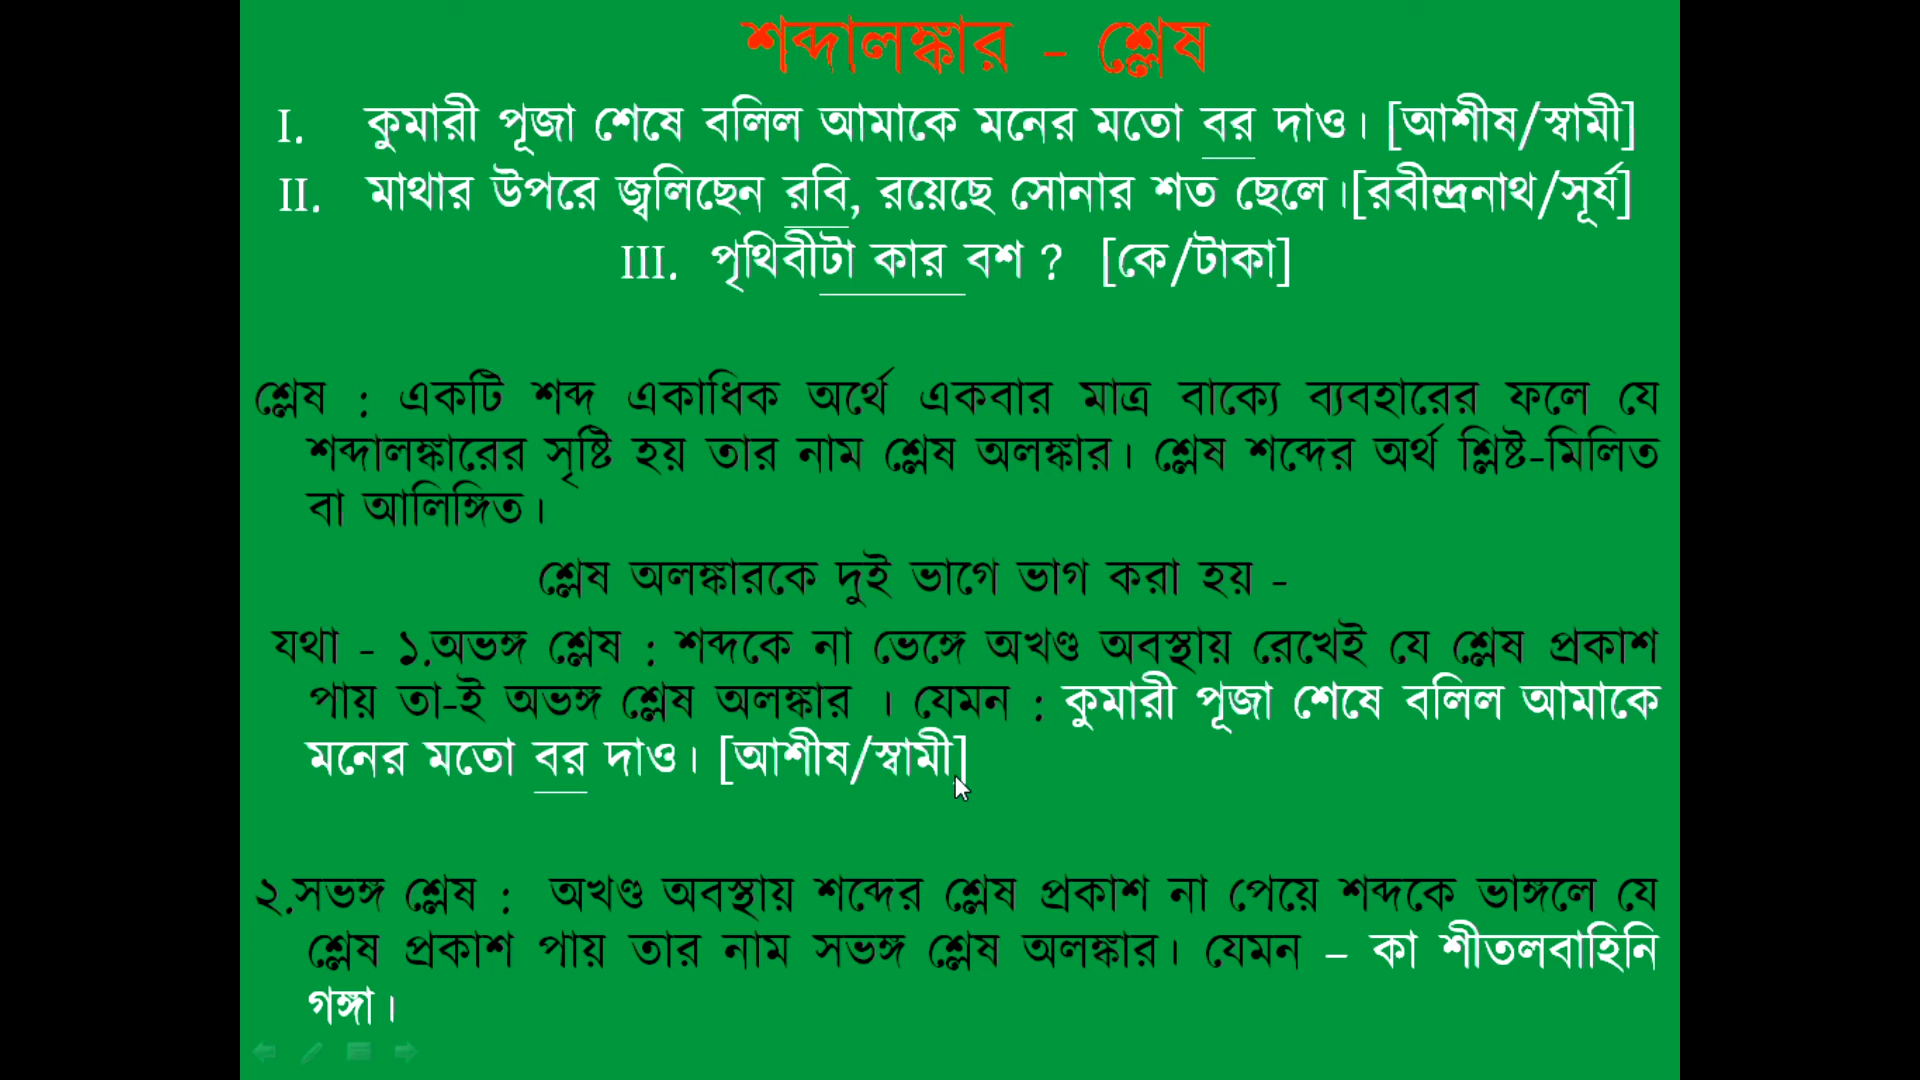 শব্দালঙ্কার - শ্লেষ
I. কুমারী পূজা শেষে বলিল আমাকে মনের মতো বর দাও। [আশীষ/স্বামী]
II. মাথার উপরে জ্বলিছেন রবি, রয়েছে সোনার শত ছেলে।[রবীন্দ্রনাথ/সূর্য]
III. পৃথিবীটা কার বশ ? [কে/টাকা]
শ্লেষ : একটি শব্দ একাধিক অর্থে একবার মাত্র বাক্যে ব্যবহারের ফলে যে
শব্দালঙ্কারের সৃষ্টি হয় তার নাম শ্লেষ অলঙ্কার। শ্লেষ শব্দের অর্থ শ্লিষ্ট-মিলিত
বা আলিঙ্গিত।
শ্লেষ অলঙ্কারকে দুই ভাগে ভাগ করা হয় -
যথা - ১.অভঙ্গ শ্লেষ : শব্দকে না ভেঙ্গে অখণ্ড অবস্থায় রেখেই যে শ্লেষ প্রকাশ
পায় তা-ই অভঙ্গ শ্লেষ অলঙ্কার । যেমন : কুমারী পূজা শেষে বলিল আমাকে
মনের মতো বর দাও। [আশীষ/স্বামী]
২.সভঙ্গ শ্লেষ : অখণ্ড অবস্থায় শব্দের শ্লেষ প্রকাশ না পেয়ে শব্দকে ভাঙ্গলে যে
শ্লেষ প্রকাশ পায় তার নাম সভঙ্গ শ্লেষ অলঙ্কার। যেমন – কা শীতলবাহিনি
গঙ্গা।